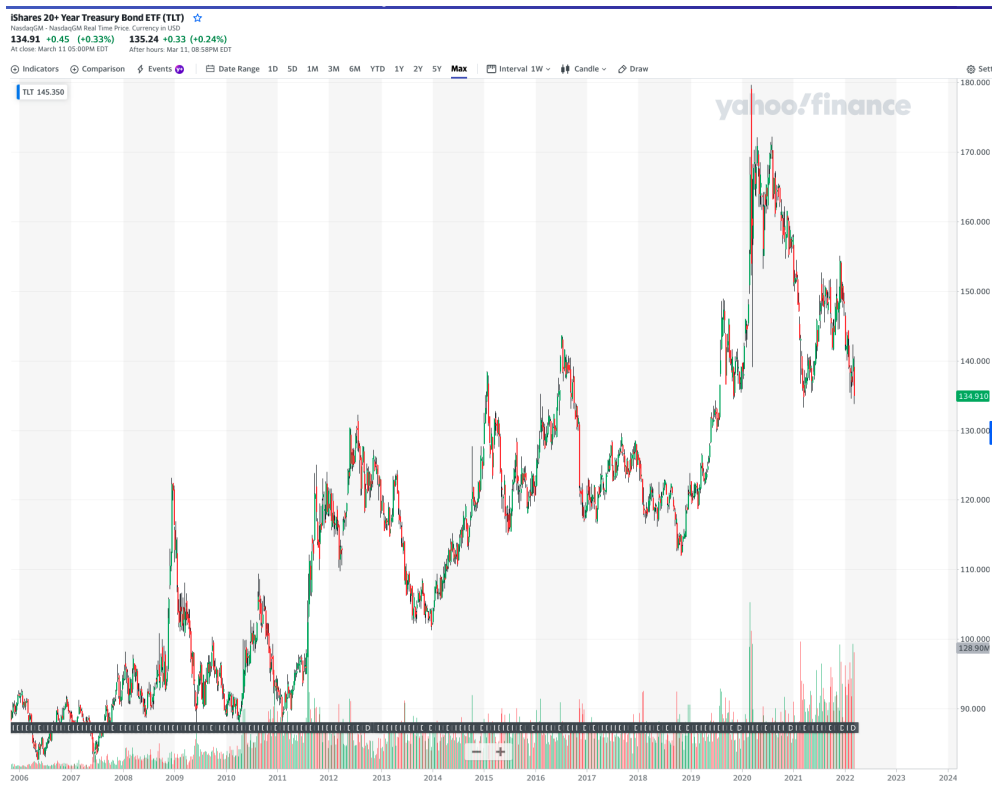 iShares 20+ Year Treasury Bond ETF (TLT)
NasdaqGM - NasdaqGM Real Time Price. Currency in USD
134.91 +0.45 (+0.33%) 135.24 +0.33 (+0.24%)
At close: March 11 05:00PM EDT After hours: Mar 11, 08:58PM EDT
Indicators Comparison Events Date Range 1D 5D 1M 3M 6M YTD 1Y 2Y 5Y Max Interval 1W Candle Draw Sett
TLT 145.350
yahoo!finance
180.000
170.000
160.000
150.000
140.000
134.910
130.000
120.000
110.000
100.000
128.90M
90.000
2006 2007 2008 2009 2010 2011 2012 2013 2014 2015 2016 2017 2018 2019 2020 2021 2022 2023 2024